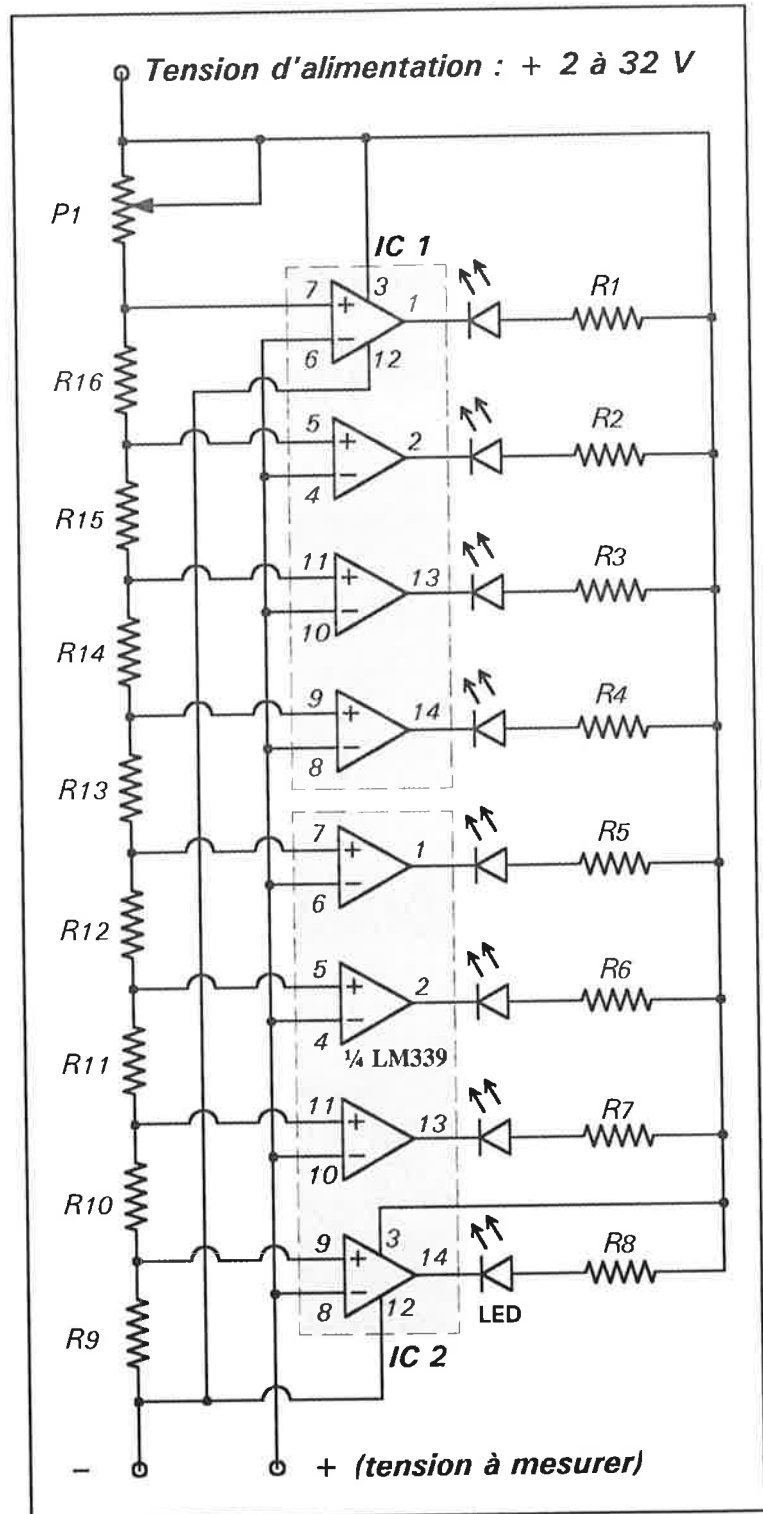 Tension d'alimentation : + 2 à 32 V
P1
IC 1
7
+
3
1
R1
6
−
12
R16
5
+
2
R2
4
−
R15
11
+
13
R3
10
−
R14
9
+
14
R4
8
−
R13
7
+
1
R5
6
−
R12
5
+
2
R6
4
−
¼ LM339
R11
11
+
13
R7
10
−
R10
9
+
3
14
R8
8
−
12
LED
R9
IC 2
−
+ (tension à mesurer)